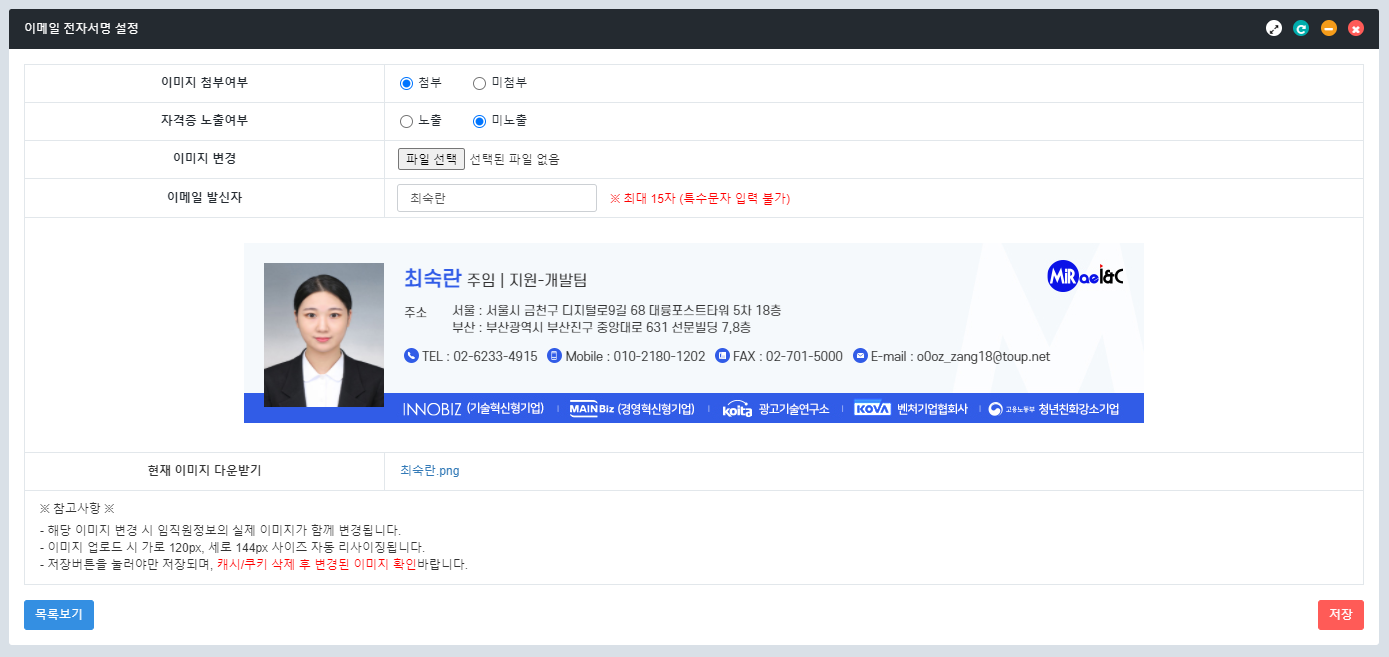 이메일 전자서명 설정
이미지 첨부여부 첨부 미첨부
자격증 노출여부 노출 미노출
이미지 변경 파일 선택 선택된 파일 없음
이메일 발신자 최숙란 ※ 최대 15자 (특수문자 입력 불가)
최숙란 주임 | 지원-개발팀
MiRaeI&C
주소 서울 : 서울시 금천구 디지털로9길 68 대륭포스트타워 5차 18층
부산 : 부산광역시 부산진구 중앙대로 631 선문빌딩 7,8층
TEL : 02-6233-4915 Mobile : 010-2180-1202 FAX : 02-701-5000 E-mail : o0oz_zang18@toup.net
INNOBIZ (기술혁신형기업) | MAINBiz (경영혁신형기업) | koita 광고기술연구소 | KOVA 벤처기업협회사 | 고용노동부 청년친화강소기업
현재 이미지 다운받기 최숙란.png
※ 참고사항 ※
- 해당 이미지 변경 시 임직원정보의 실제 이미지가 함께 변경됩니다.
- 이미지 업로드 시 가로 120px, 세로 144px 사이즈 자동 리사이징됩니다.
- 저장버튼을 눌러야만 저장되며, 캐시/쿠키 삭제 후 변경된 이미지 확인바랍니다.
목록보기 저장